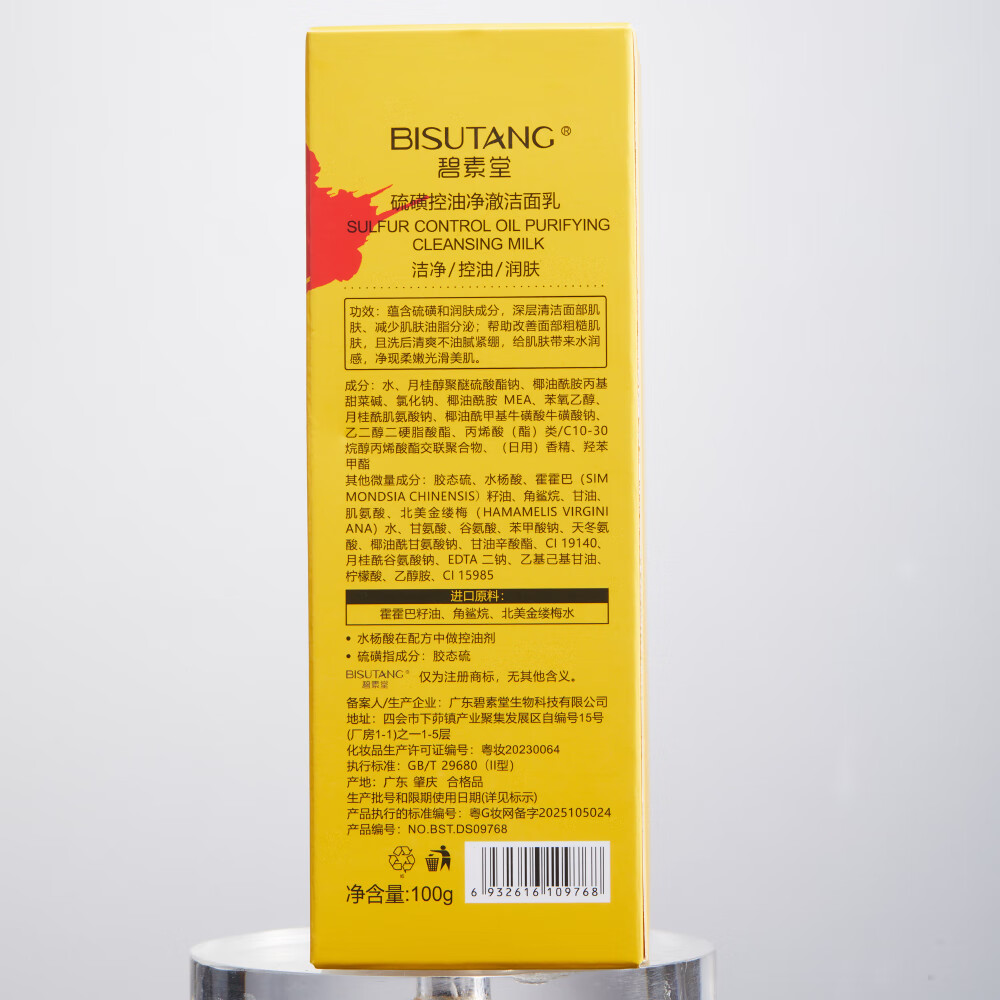 BISUTANG®
碧素堂
硫磺控油净澈洁面乳
SULFUR CONTROL OIL PURIFYING
CLEANSING MILK
洁净/控油/润肤
功效：蕴含硫磺和润肤成分，深层清洁面部肌
肤、减少肌肤油脂分泌；帮助改善面部粗糙肌
肤，且洗后清爽不油腻紧绷，给肌肤带来水润
感，净现柔嫩光滑美肌。
成分：水、月桂醇聚醚硫酸酯钠、椰油酰胺丙基
甜菜碱、氯化钠、椰油酰胺 MEA、苯氧乙醇、
月桂酰肌氨酸钠、椰油酰甲基牛磺酸牛磺酸钠、
乙二醇二硬脂酸酯、丙烯酸（酯）类/C10-30
烷醇丙烯酸酯交联聚合物、（日用）香精、羟苯
甲酯
其他微量成分：胶态硫、水杨酸、霍霍巴（SIM
MONDSIA CHINENSIS）籽油、角鲨烷、甘油、
肌氨酸、北美金缕梅（HAMAMELIS VIRGINI
ANA）水、甘氨酸、谷氨酸、苯甲酸钠、天冬氨
酸、椰油酰甘氨酸钠、甘油辛酸酯、CI 19140、
月桂酰谷氨酸钠、EDTA 二钠、乙基己基甘油、
柠檬酸、乙醇胺、CI 15985
进口原料：
霍霍巴籽油、角鲨烷、北美金缕梅水
• 水杨酸在配方中做控油剂
• 硫磺指成分：胶态硫
BISUTANG® 碧素堂 仅为注册商标，无其他含义。
备案人/生产企业：广东碧素堂生物科技有限公司
地址：四会市下茆镇产业聚集发展区自编号15号
(厂房1-1)之一1-5层
化妆品生产许可证编号：粤妆20230064
执行标准：GB/T 29680（II型）
产地：广东 肇庆 合格品
生产批号和限期使用日期(详见标示)
产品执行的标准编号：粤G妆网备字2025105024
产品编号：NO.BST.DS09768
净含量:100g
6 932616 109768